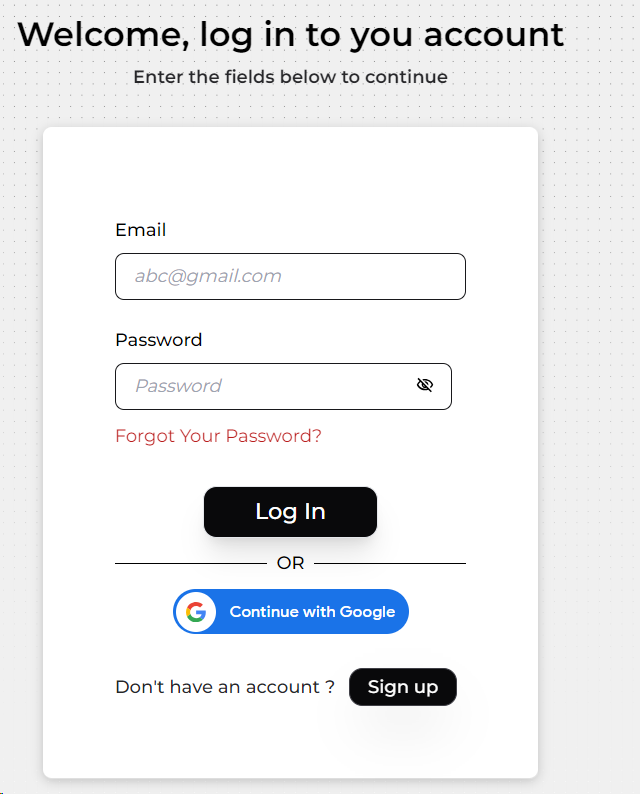 Welcome, log in to you account
Enter the fields below to continue
Email
abc@gmail.com
Password
Password
Forgot Your Password?
Log In
OR
Continue with Google
Don't have an account ? Sign up